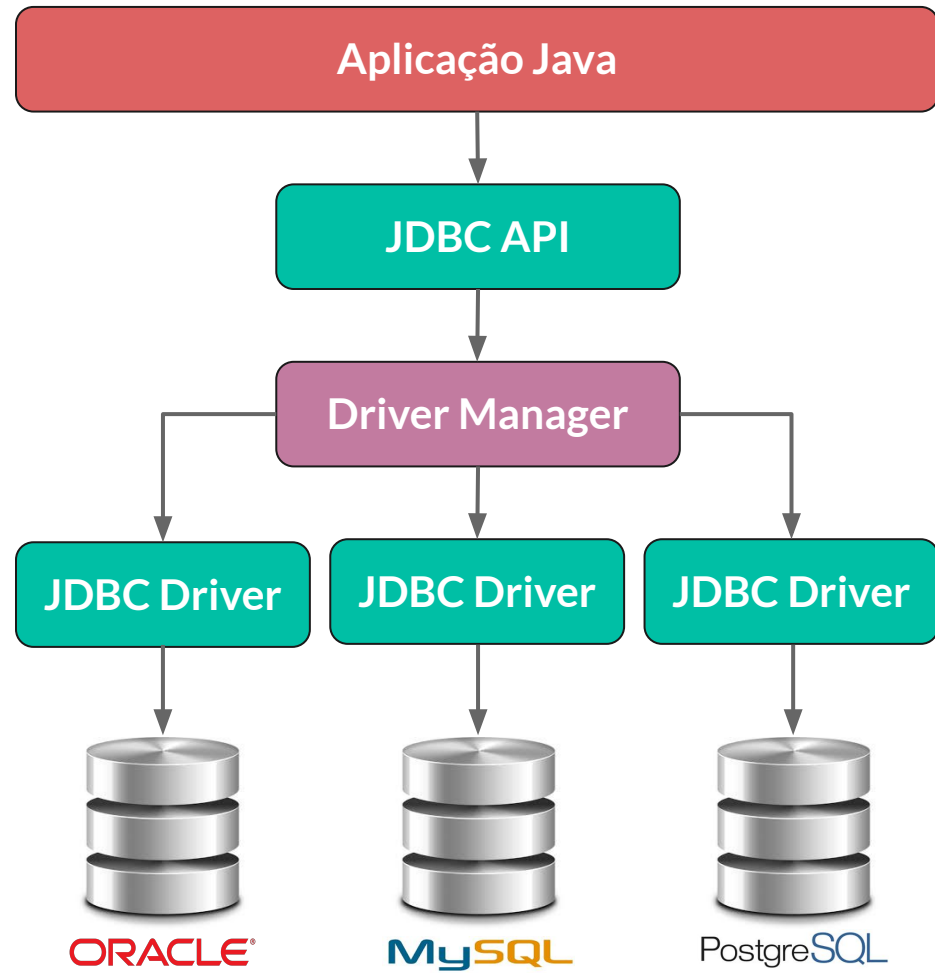 Aplicação Java
JDBC API
Driver Manager
JDBC Driver
JDBC Driver
JDBC Driver
ORACLE®
MySQL
PostgreSQL